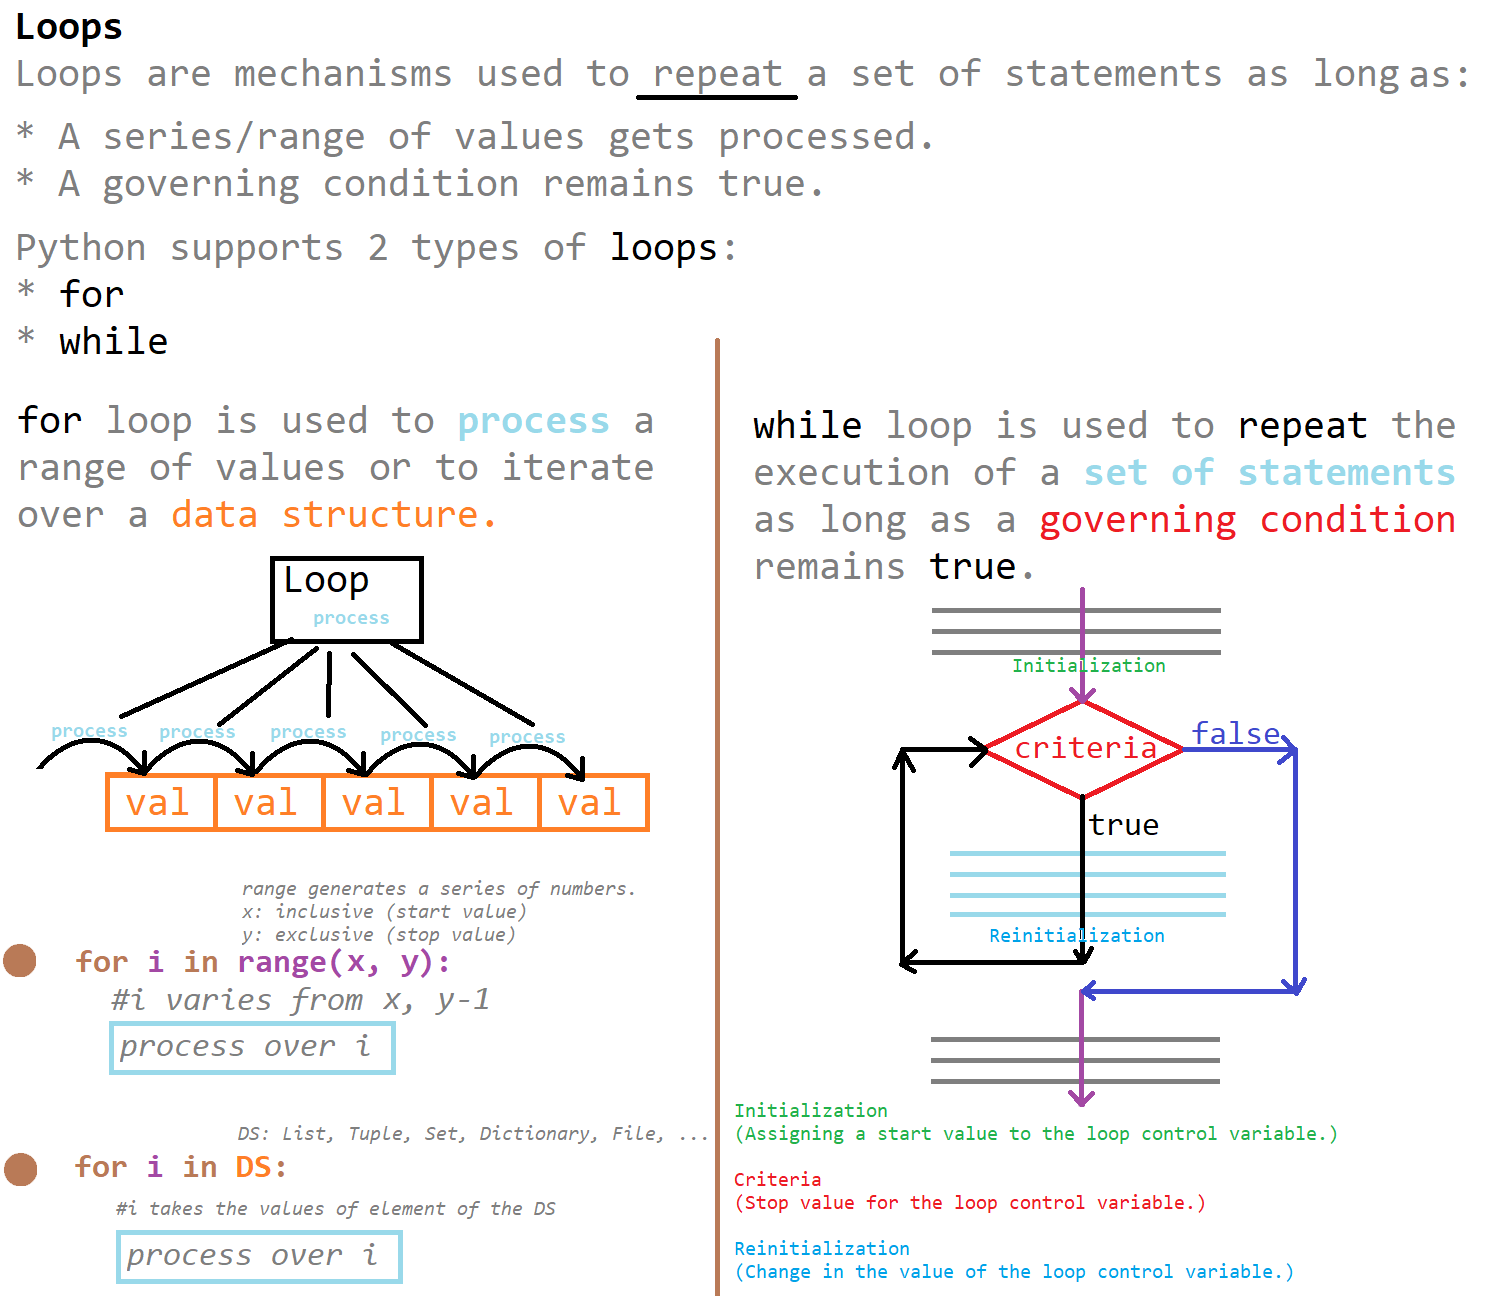 Loops
Loops are mechanisms used to repeat a set of statements as long as:
* A series/range of values gets processed.
* A governing condition remains true.
Python supports 2 types of loops:
* for
* while
for loop is used to process a
range of values or to iterate
over a data structure.
Loop
process
process process process process process
val val val val val
range generates a series of numbers.
x: inclusive (start value)
y: exclusive (stop value)
for i in range(x, y):
#i varies from x, y-1
process over i
DS: List, Tuple, Set, Dictionary, File, ...
for i in DS:
#i takes the values of element of the DS
process over i
while loop is used to repeat the
execution of a set of statements
as long as a governing condition
remains true.
Initialization
criteria
false
true
Reinitialization
Initialization
(Assigning a start value to the loop control variable.)
Criteria
(Stop value for the loop control variable.)
Reinitialization
(Change in the value of the loop control variable.)